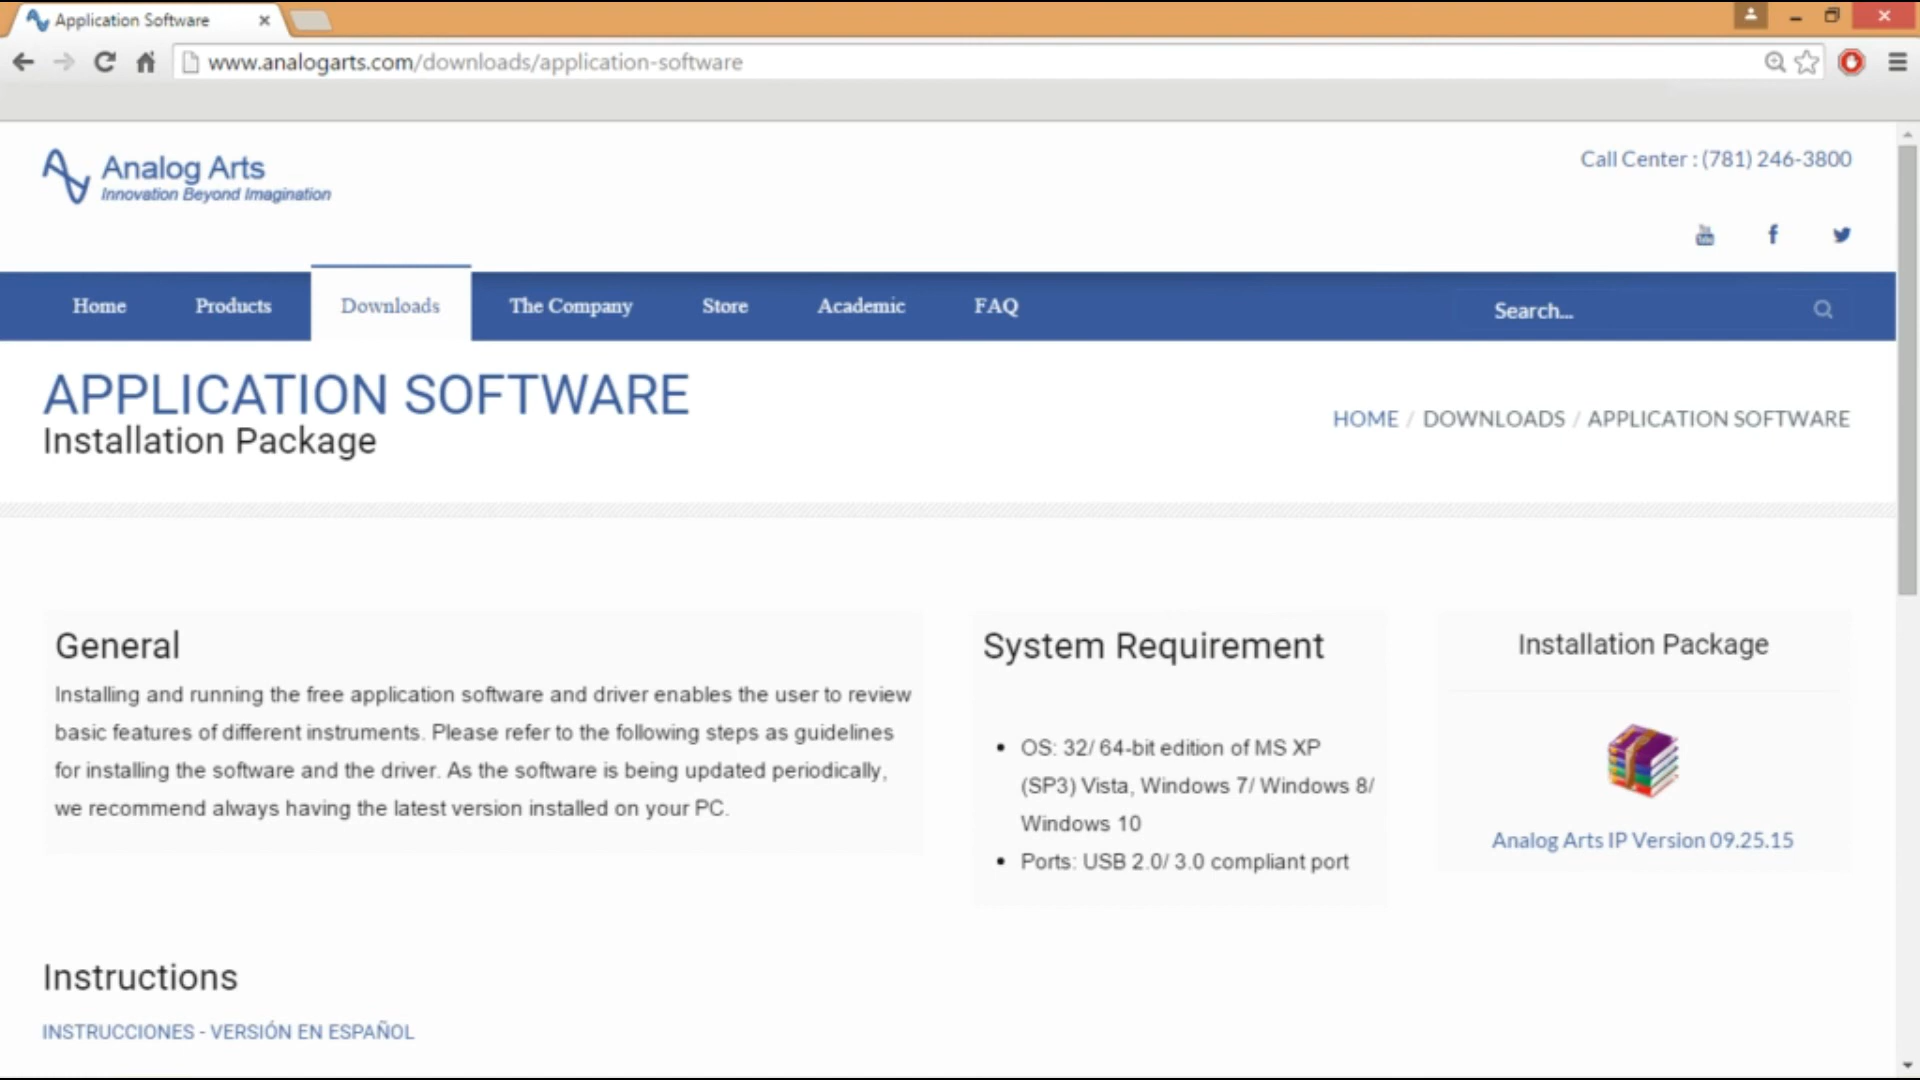 Application Software
www.analogarts.com/downloads/application-software
Analog Arts
Innovation Beyond Imagination
Call Center : (781) 246-3800
Home Products Downloads The Company Store Academic FAQ Search...
APPLICATION SOFTWARE
Installation Package
HOME / DOWNLOADS / APPLICATION SOFTWARE
General
Installing and running the free application software and driver enables the user to review
basic features of different instruments. Please refer to the following steps as guidelines
for installing the software and the driver. As the software is being updated periodically,
we recommend always having the latest version installed on your PC.
System Requirement
• OS: 32/ 64-bit edition of MS XP
(SP3) Vista, Windows 7/ Windows 8/
Windows 10
• Ports: USB 2.0/ 3.0 compliant port
Installation Package
Analog Arts IP Version 09.25.15
Instructions
INSTRUCCIONES - VERSIÓN EN ESPAÑOL